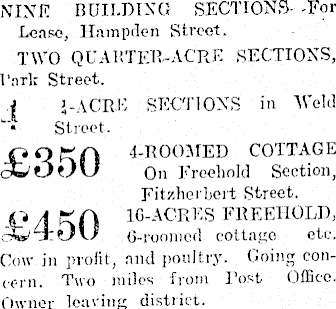 NINE BUILDING SECTIONS--For
Lease, Hampden Street.
TWO QUARTER-ACRE SECTIONS,
Park Street.
4 ¼-ACRE SECTIONS in Weld
Street.
£350 4-ROOMED COTTAGE
On Freehold Section,
Fitzherbert Street.
£450 16-ACRES FREEHOLD,
6-roomed cottage etc.
Cow in profit, and poultry. Going con-
cern. Two miles from Post Office.
Owner leaving district.